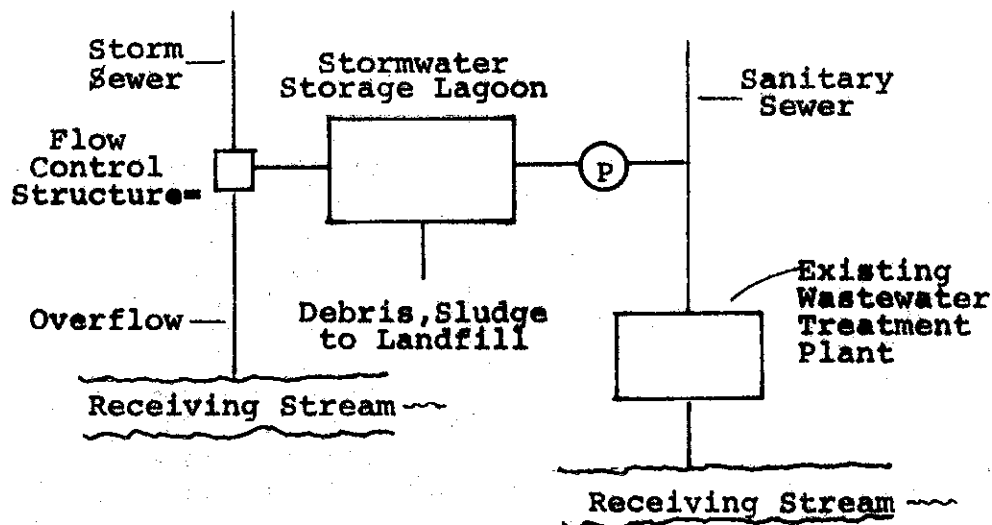 Storm
Sewer
Stormwater
Storage Lagoon
Sanitary
Sewer
Flow
Control
Structure
P
Existing
Wastewater
Treatment
Plant
Overflow
Debris,Sludge
to Landfill
Receiving Stream
Receiving Stream